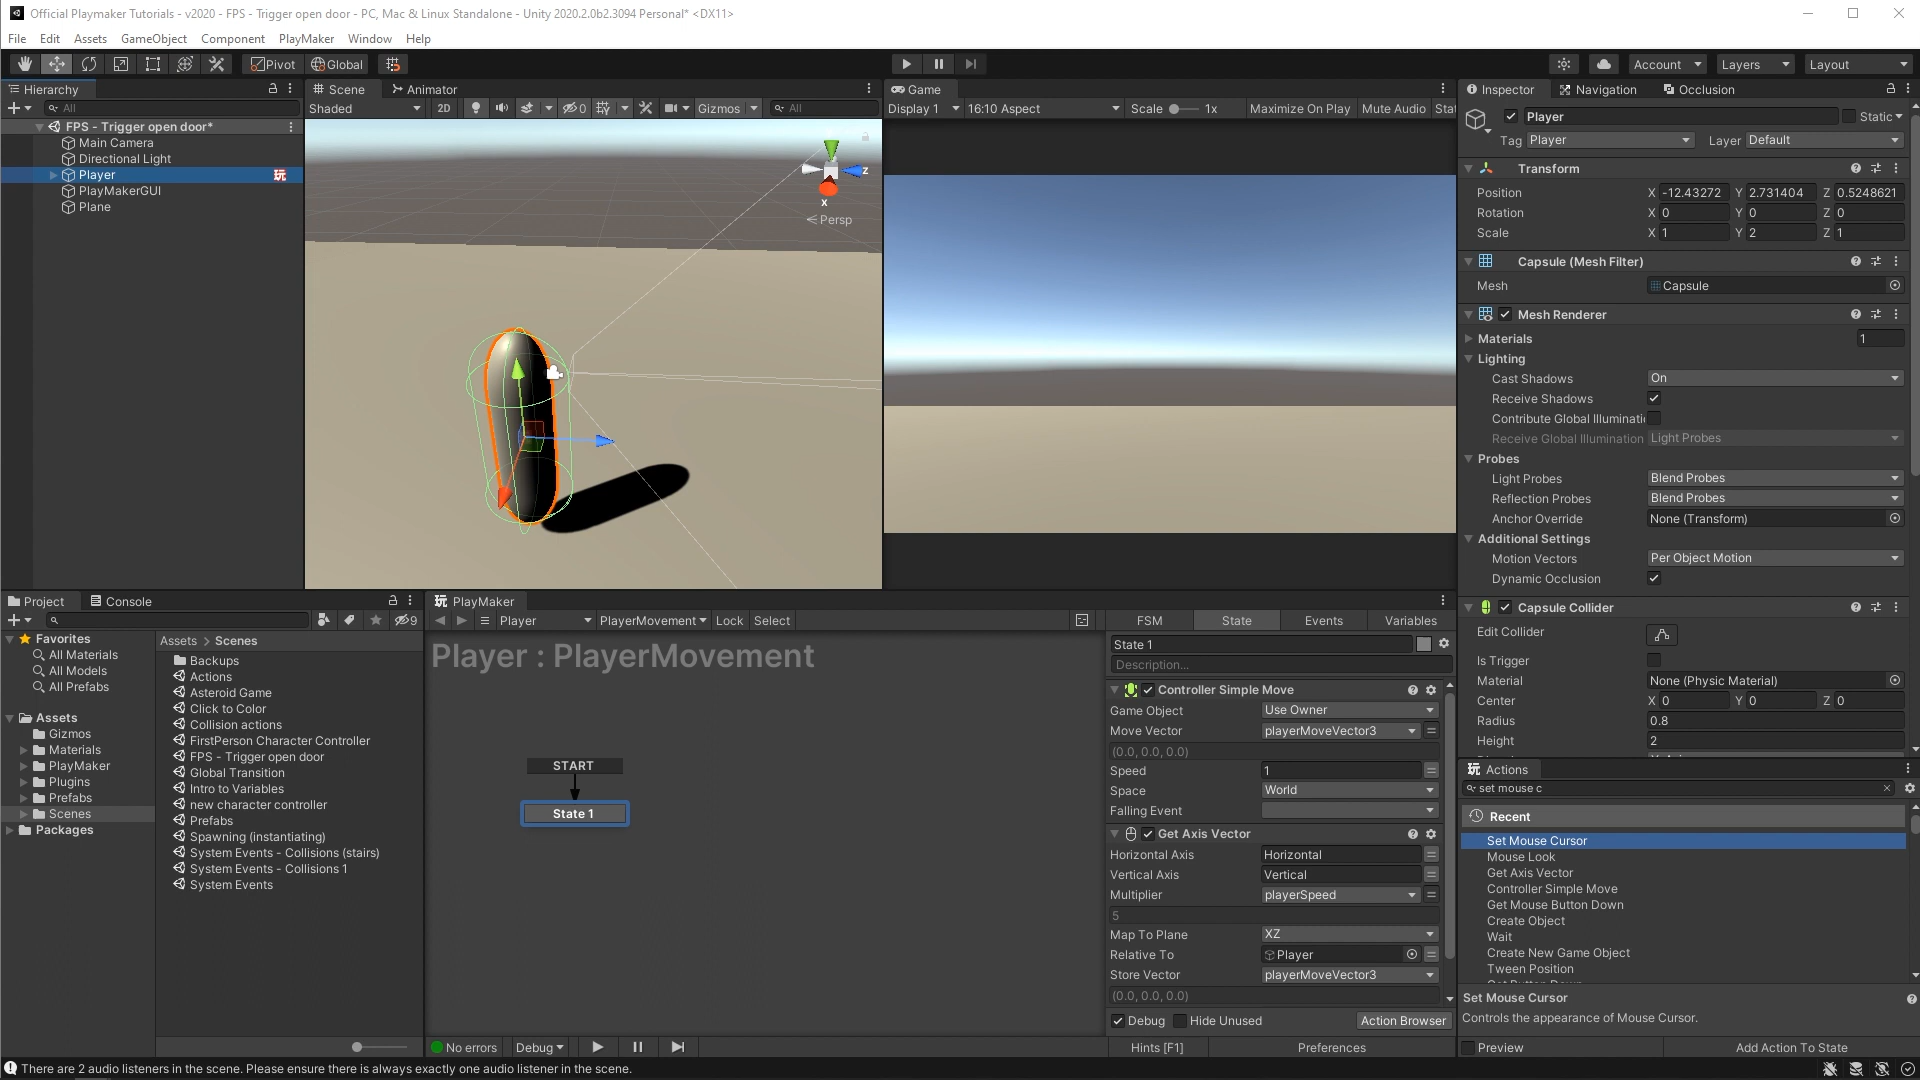 Official Playmaker Tutorials - v2020 - FPS - Trigger open door - PC, Mac & Linux Standalone - Unity 2020.2.0b2.3094 Personal* <DX11>
File Edit Assets GameObject Component PlayMaker Window Help
Pivot Global Account Layers Layout
Hierarchy
All
FPS - Trigger open door*
Main Camera
Directional Light
Player
PlayMakerGUI
Plane
Scene Animator
Shaded 2D 0 Gizmos All
z
x
Persp
Game
Display 1 16:10 Aspect Scale 1x Maximize On Play Mute Audio Stat
Inspector Navigation Occlusion
Player Static
Tag Player Layer Default
Transform
Position X -12.43272 Y 2.731404 Z 0.5248621
Rotation X 0 Y 0 Z 0
Scale X 1 Y 2 Z 1
Capsule (Mesh Filter)
Mesh Capsule
Mesh Renderer
Materials 1
Lighting
Cast Shadows On
Receive Shadows
Contribute Global Illuminati
Receive Global Illumination Light Probes
Probes
Light Probes Blend Probes
Reflection Probes Blend Probes
Anchor Override None (Transform)
Additional Settings
Motion Vectors Per Object Motion
Dynamic Occlusion
Capsule Collider
Edit Collider
Is Trigger
Material None (Physic Material)
Center X 0 Y 0 Z 0
Radius 0.8
Height 2
Project Console
9
Favorites
All Materials
All Models
All Prefabs
Assets
Gizmos
Materials
PlayMaker
Plugins
Prefabs
Scenes
Packages
Assets > Scenes
Backups
Actions
Asteroid Game
Click to Color
Collision actions
FirstPerson Character Controller
FPS - Trigger open door
Global Transition
Intro to Variables
new character controller
Prefabs
Spawning (instantiating)
System Events - Collisions (stairs)
System Events - Collisions 1
System Events
PlayMaker
Player PlayerMovement Lock Select
Player : PlayerMovement
START
State 1
No errors Debug
FSM State Events Variables
State 1
Description...
Controller Simple Move
Game Object Use Owner
Move Vector playerMoveVector3
(0.0, 0.0, 0.0)
Speed 1
Space World
Falling Event
Get Axis Vector
Horizontal Axis Horizontal
Vertical Axis Vertical
Multiplier playerSpeed
5
Map To Plane XZ
Relative To Player
Store Vector playerMoveVector3
(0.0, 0.0, 0.0)
Debug Hide Unused Action Browser
Hints [F1] Preferences
Actions
set mouse c
Recent
Set Mouse Cursor
Mouse Look
Get Axis Vector
Controller Simple Move
Get Mouse Button Down
Create Object
Wait
Create New Game Object
Tween Position
Set Mouse Cursor
Controls the appearance of Mouse Cursor.
Preview Add Action To State
There are 2 audio listeners in the scene. Please ensure there is always exactly one audio listener in the scene.